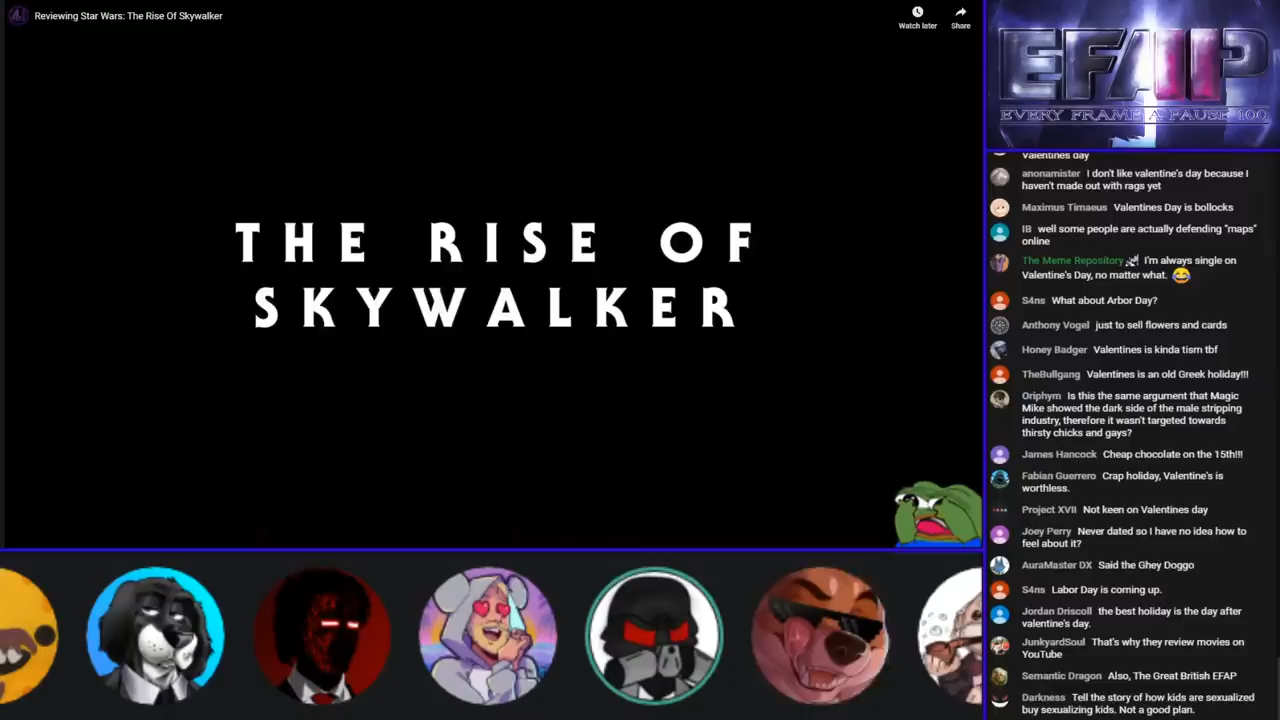 Reviewing Star Wars: The Rise Of Skywalker
Watch later
Share
THE RISE OF
SKYWALKER
EFAP
EVERY FRAME A PAUSE 100
Valentines day
anonamister I don't like valentine's day because I
haven't made out with rags yet
Maximus Timaeus Valentines Day is bollocks
IB well some people are actually defending "maps"
online
The Meme Repository I'm always single on
Valentine's Day, no matter what. 😂
S4ns What about Arbor Day?
Anthony Vogel just to sell flowers and cards
Honey Badger Valentines is kinda tism tbf
TheBullgang Valentines is an old Greek holiday!!!
Oriphym Is this the same argument that Magic
Mike showed the dark side of the male stripping
industry, therefore it wasn't targeted towards
thirsty chicks and gays?
James Hancock Cheap chocolate on the 15th!!!
Fabian Guerrero Crap holiday, Valentine's is
worthless.
Project XVII Not keen on Valentines day
Joey Perry Never dated so I have no idea how to
feel about it?
AuraMaster DX Said the Ghey Doggo
S4ns Labor Day is coming up.
Jordan Driscoll the best holiday is the day after
valentine's day.
JunkyardSoul That's why they review movies on
YouTube
Semantic Dragon Also, The Great British EFAP
Darkness Tell the story of how kids are sexualized
buy sexualizing kids. Not a good plan.